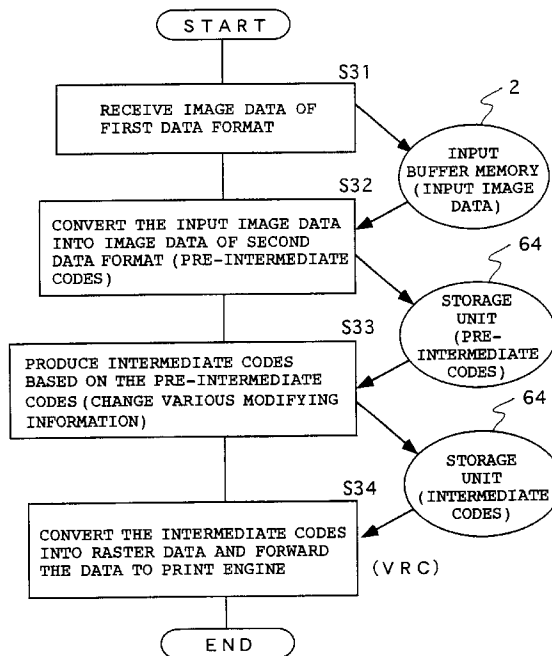 START
S31
RECEIVE IMAGE DATA OF
FIRST DATA FORMAT
2
INPUT
BUFFER MEMORY
(INPUT IMAGE
DATA)
S32
CONVERT THE INPUT IMAGE DATA
INTO IMAGE DATA OF SECOND
DATA FORMAT (PRE-INTERMEDIATE
CODES)
64
STORAGE
UNIT
(PRE-
INTERMEDIATE
CODES)
S33
PRODUCE INTERMEDIATE CODES
BASED ON THE PRE-INTERMEDIATE
CODES (CHANGE VARIOUS MODIFYING
INFORMATION)
64
STORAGE
UNIT
(INTERMEDIATE
CODES)
S34
CONVERT THE INTERMEDIATE CODES
INTO RASTER DATA AND FORWARD
THE DATA TO PRINT ENGINE
(VRC)
END